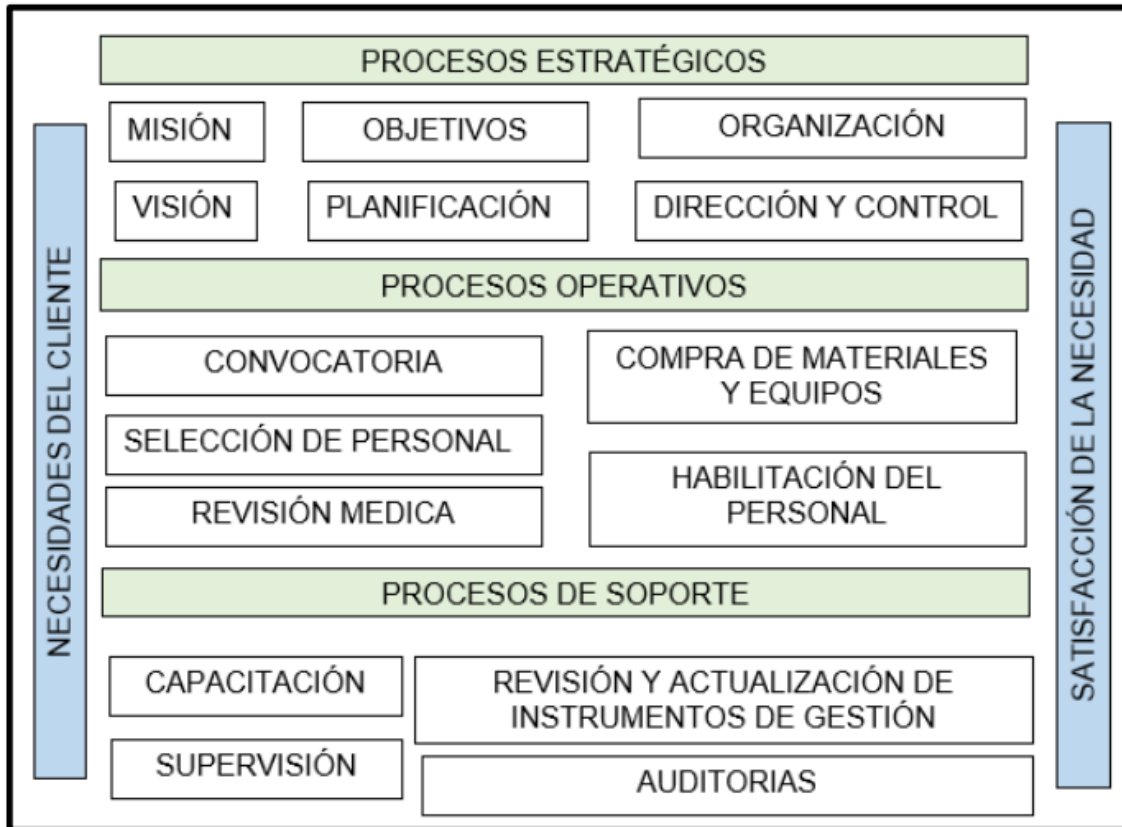 PROCESOS ESTRATÉGICOS
MISIÓN
OBJETIVOS
ORGANIZACIÓN
VISIÓN
PLANIFICACIÓN
DIRECCIÓN Y CONTROL
NECESIDADES DEL CLIENTE
PROCESOS OPERATIVOS
CONVOCATORIA
COMPRA DE MATERIALES
Y EQUIPOS
SELECCIÓN DE PERSONAL
REVISIÓN MEDICA
HABILITACIÓN DEL
PERSONAL
PROCESOS DE SOPORTE
CAPACITACIÓN
REVISIÓN Y ACTUALIZACIÓN DE
INSTRUMENTOS DE GESTIÓN
SUPERVISIÓN
AUDITORIAS
SATISFACCIÓN DE LA NECESIDAD